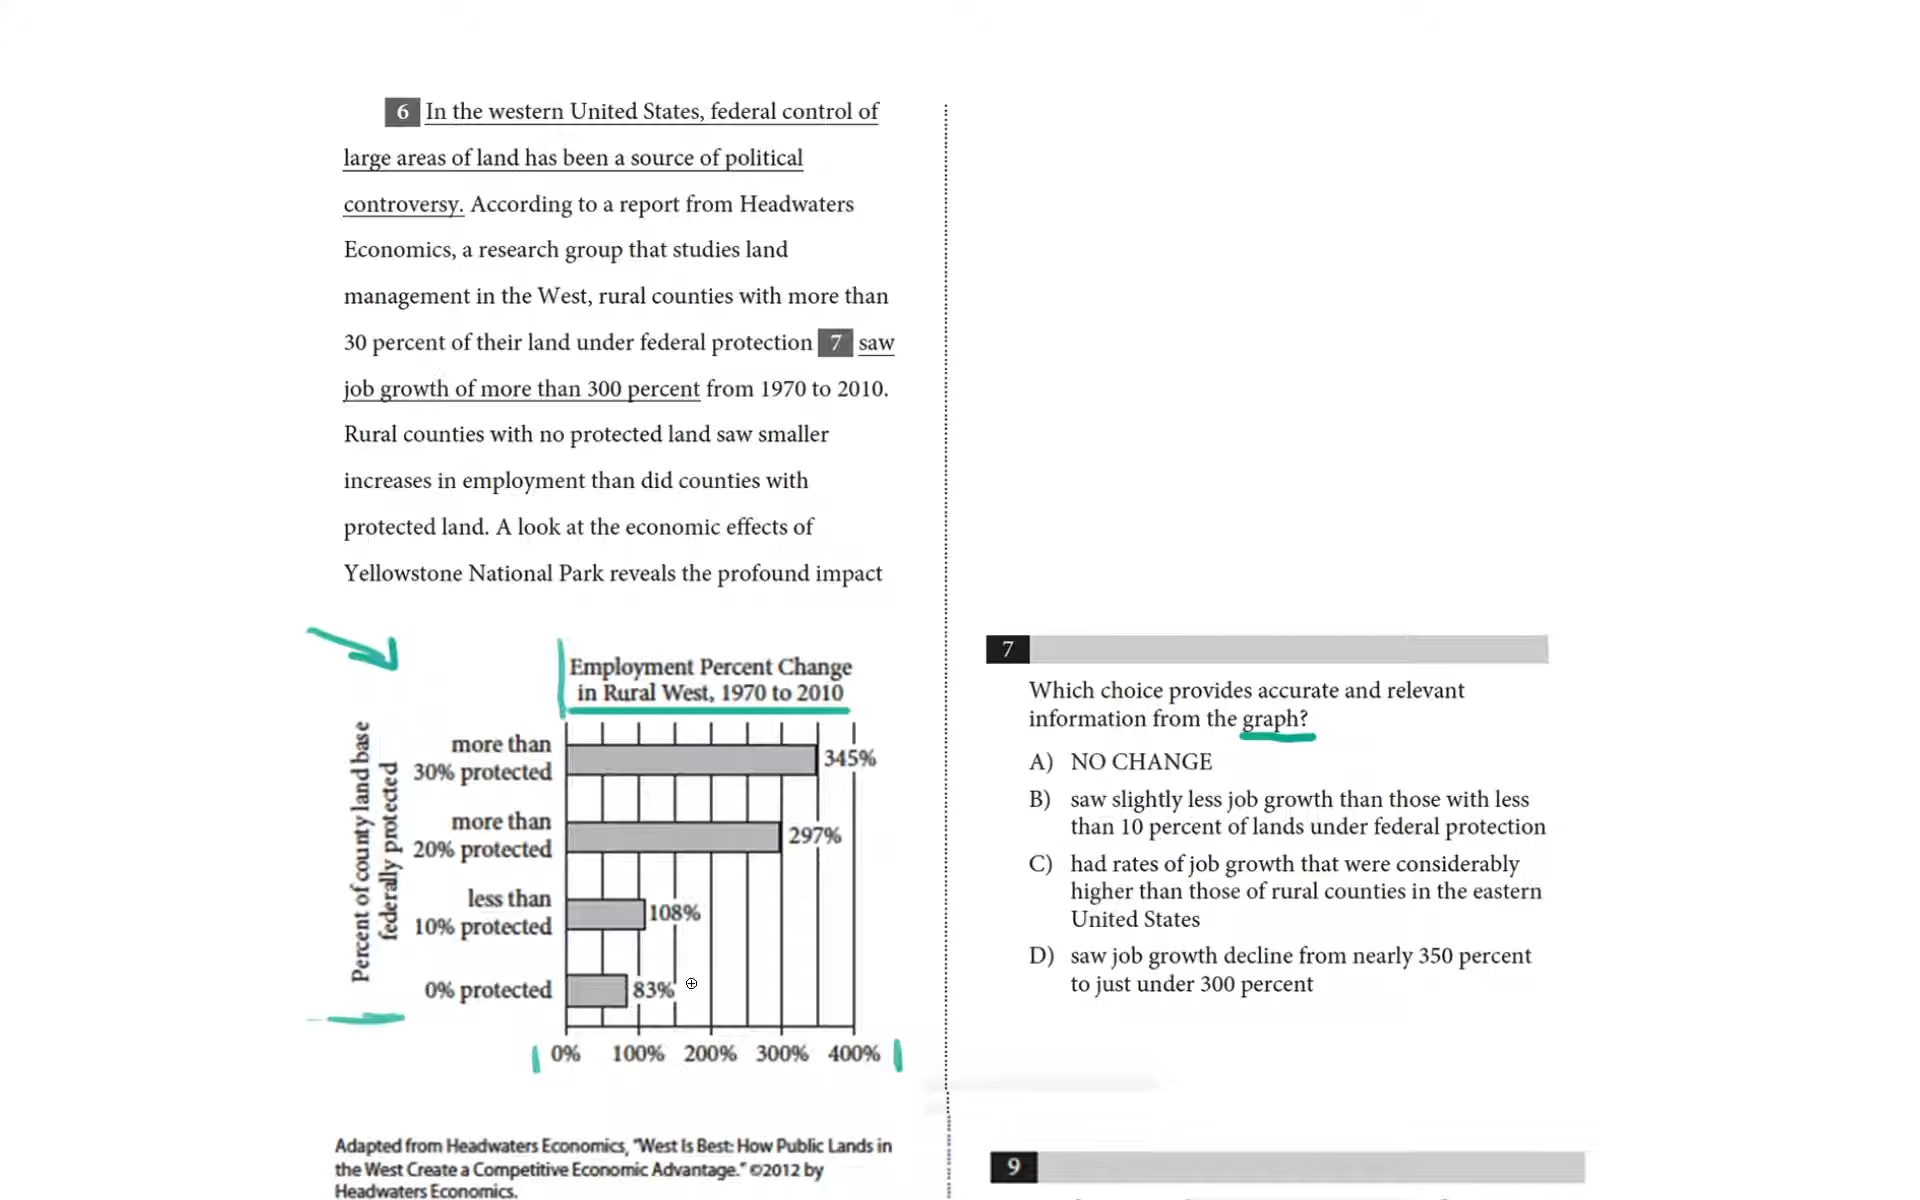 6 In the western United States, federal control of
large areas of land has been a source of political
controversy. According to a report from Headwaters
Economics, a research group that studies land
management in the West, rural counties with more than
30 percent of their land under federal protection 7 saw
job growth of more than 300 percent from 1970 to 2010.
Rural counties with no protected land saw smaller
increases in employment than did counties with
protected land. A look at the economic effects of
Yellowstone National Park reveals the profound impact
Employment Percent Change
in Rural West, 1970 to 2010
Percent of county land base
federally protected
more than
30% protected
345%
more than
20% protected
297%
less than
10% protected
108%
0% protected
83%
0% 100% 200% 300% 400%
Adapted from Headwaters Economics, "West Is Best: How Public Lands in
the West Create a Competitive Economic Advantage." ©2012 by
Headwaters Economics.
7
Which choice provides accurate and relevant
information from the graph?
A) NO CHANGE
B) saw slightly less job growth than those with less
than 10 percent of lands under federal protection
C) had rates of job growth that were considerably
higher than those of rural counties in the eastern
United States
D) saw job growth decline from nearly 350 percent
to just under 300 percent
9